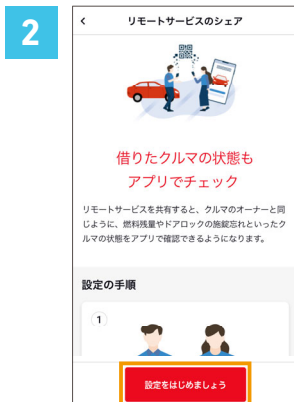 2
リモートサービスのシェア
借りたクルマの状態も
アプリでチェック
リモートサービスを共有すると、クルマのオーナーと同
じように、燃料残量やドアロックの施錠忘れといったク
ルマの状態をアプリで確認できるようになります。
設定の手順
1
設定をはじめましょう